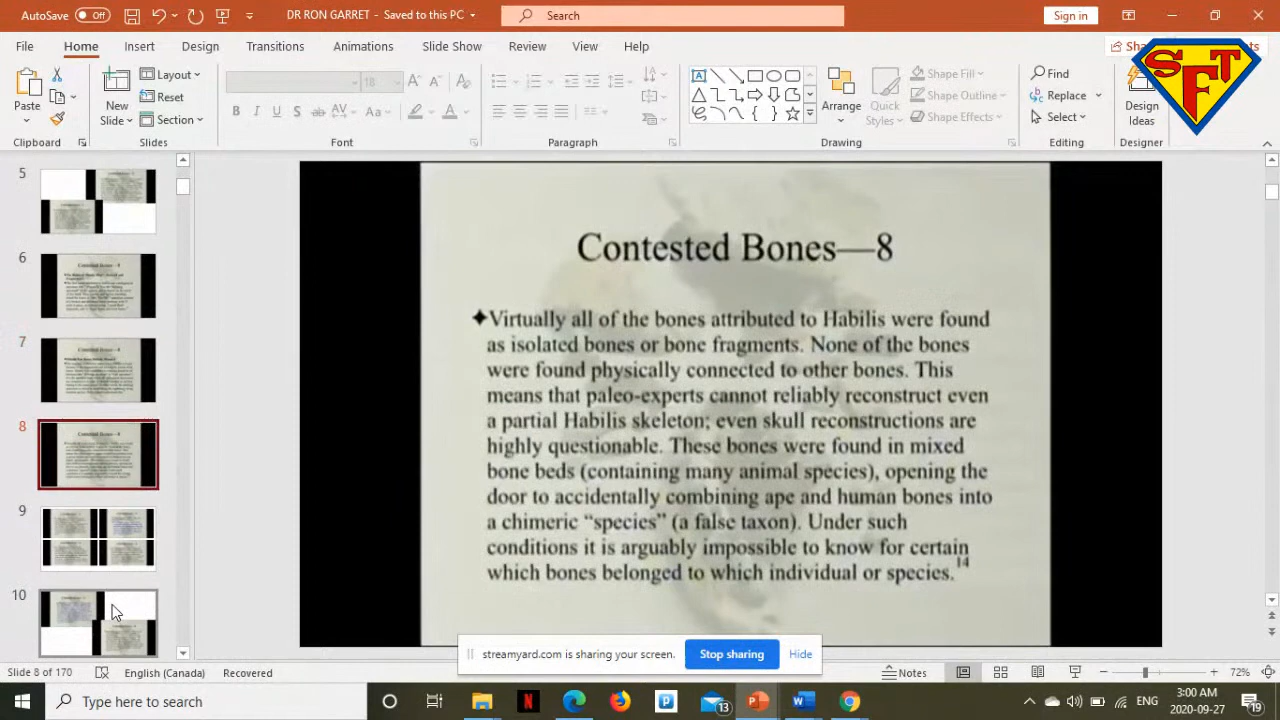 AutoSave Off DR RON GARRET - Saved to this PC Search Sign in
File Home Insert Design Transitions Animations Slide Show Review View Help
SFT
Paste New Slide Layout Reset Section 18 Arrange Quick Styles Shape Fill Shape Outline Shape Effects Find Replace Select Design Ideas
B I U S ab AV Aa A
Clipboard Slides Font Paragraph Drawing Editing Designer
5
6
7
8
9
10
Contested Bones—8
Virtually all of the bones attributed to Habilis were found
as isolated bones or bone fragments. None of the bones
were found physically connected to other bones. This
means that paleo-experts cannot reliably reconstruct even
a partial Habilis skeleton; even skull reconstructions are
highly questionable. These bones were found in mixed
bone beds (containing many animal species), opening the
door to accidentally combining ape and human bones into
a chimeric “species” (a false taxon). Under such
conditions it is arguably impossible to know for certain
which bones belonged to which individual or species.14
streamyard.com is sharing your screen. Stop sharing Hide
Slide 8 of 170 English (Canada) Recovered Notes 72%
Type here to search 13 ENG 3:00 AM
2020-09-27 19